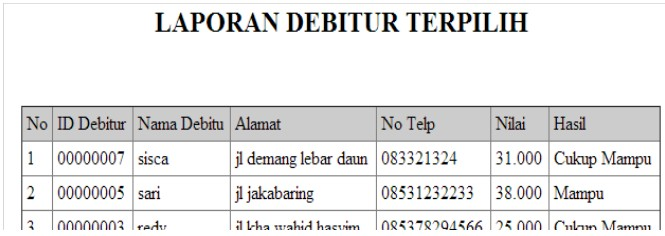 LAPORAN DEBITUR TERPILIH
No ID Debitur Nama Debitu Alamat No Telp Nilai Hasil
1 00000007 sisca jl demang lebar daun 083321324 31.000 Cukup Mampu
2 00000005 sari jl jakabaring 08531232233 38.000 Mampu
3 00000003 redy jl kha wahid hasyim 085378294566 25.000 Cukup Mampu